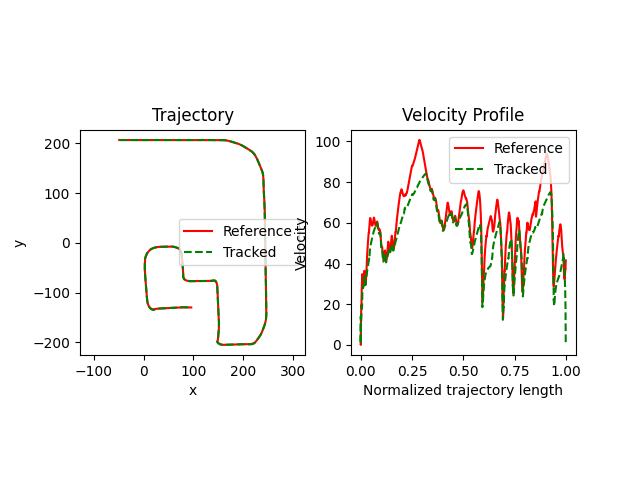 Trajectory
200
100
0
−100
−200
y
−100
0
100
200
300
x
Reference
Tracked
Velocity Profile
100
80
60
40
20
0
Velocity
0.00
0.25
0.50
0.75
1.00
Normalized trajectory length
Reference
Tracked